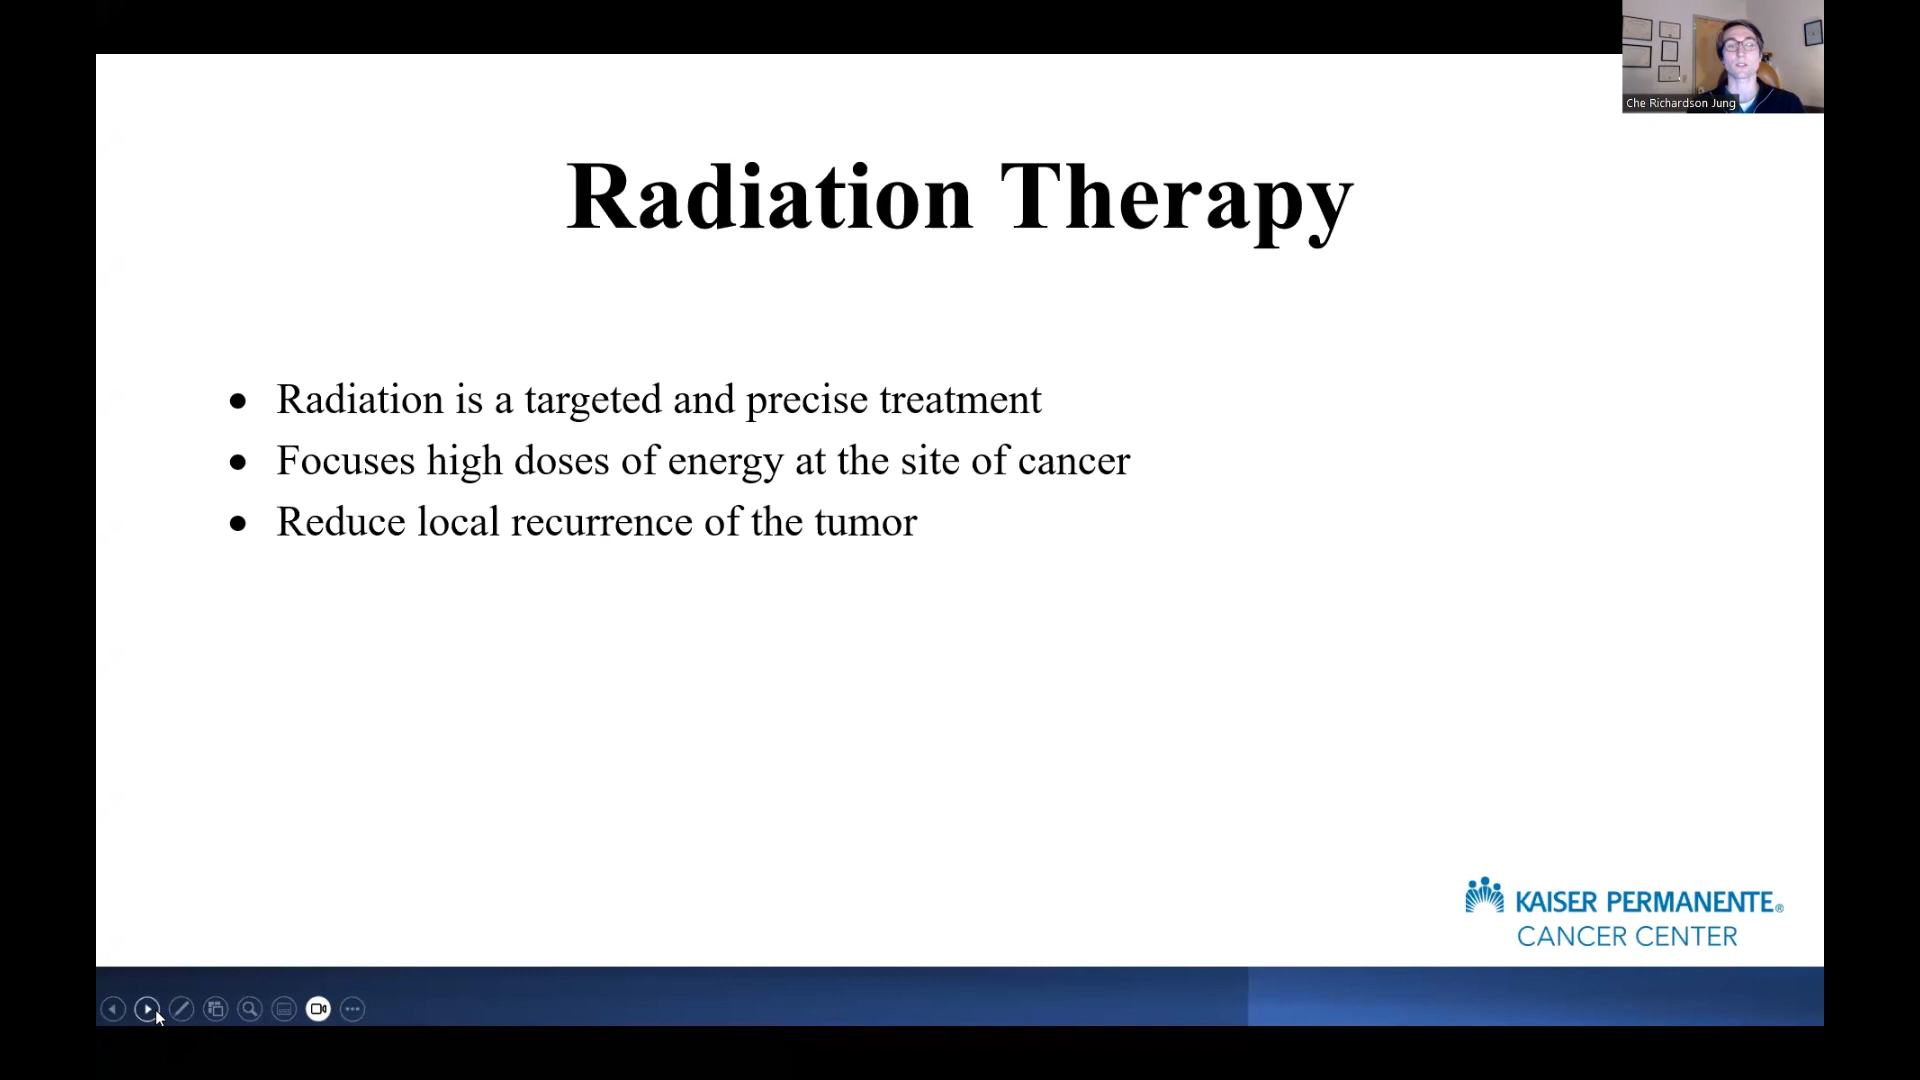 Che Richardson Jung
Radiation Therapy
• Radiation is a targeted and precise treatment
• Focuses high doses of energy at the site of cancer
• Reduce local recurrence of the tumor
KAISER PERMANENTE®
CANCER CENTER